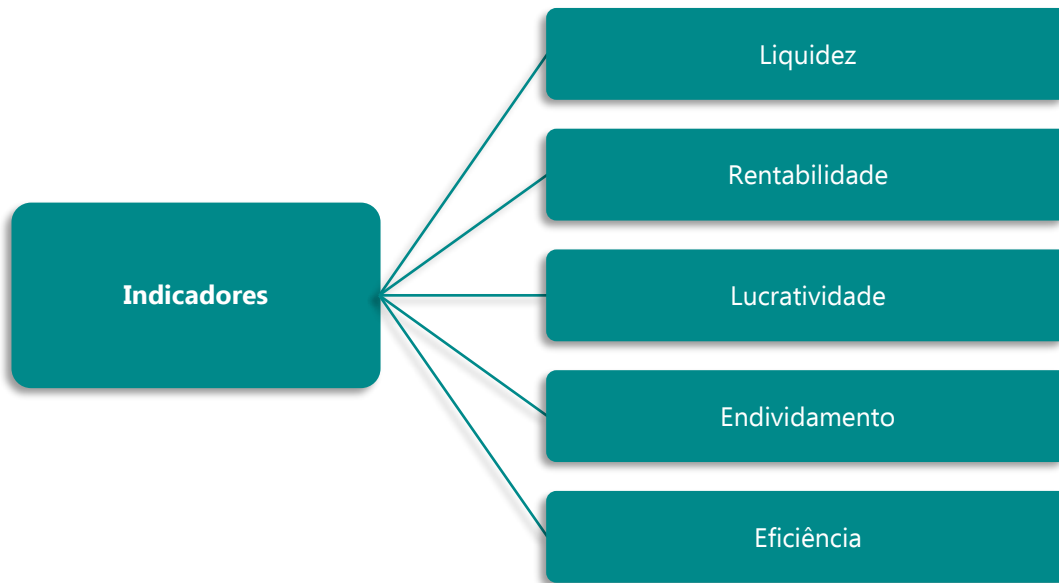 Indicadores
Liquidez
Rentabilidade
Lucratividade
Endividamento
Eficiência